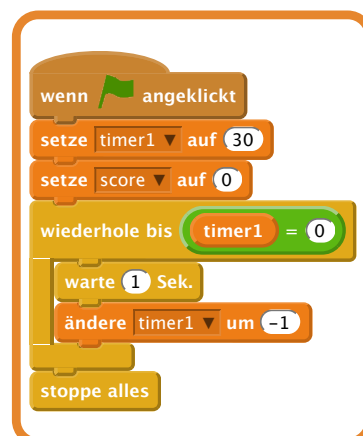 wenn angeklickt
setze timer1 ▼ auf 30
setze score ▼ auf 0
wiederhole bis timer1 = 0
warte 1 Sek.
ändere timer1 ▼ um -1
stoppe alles